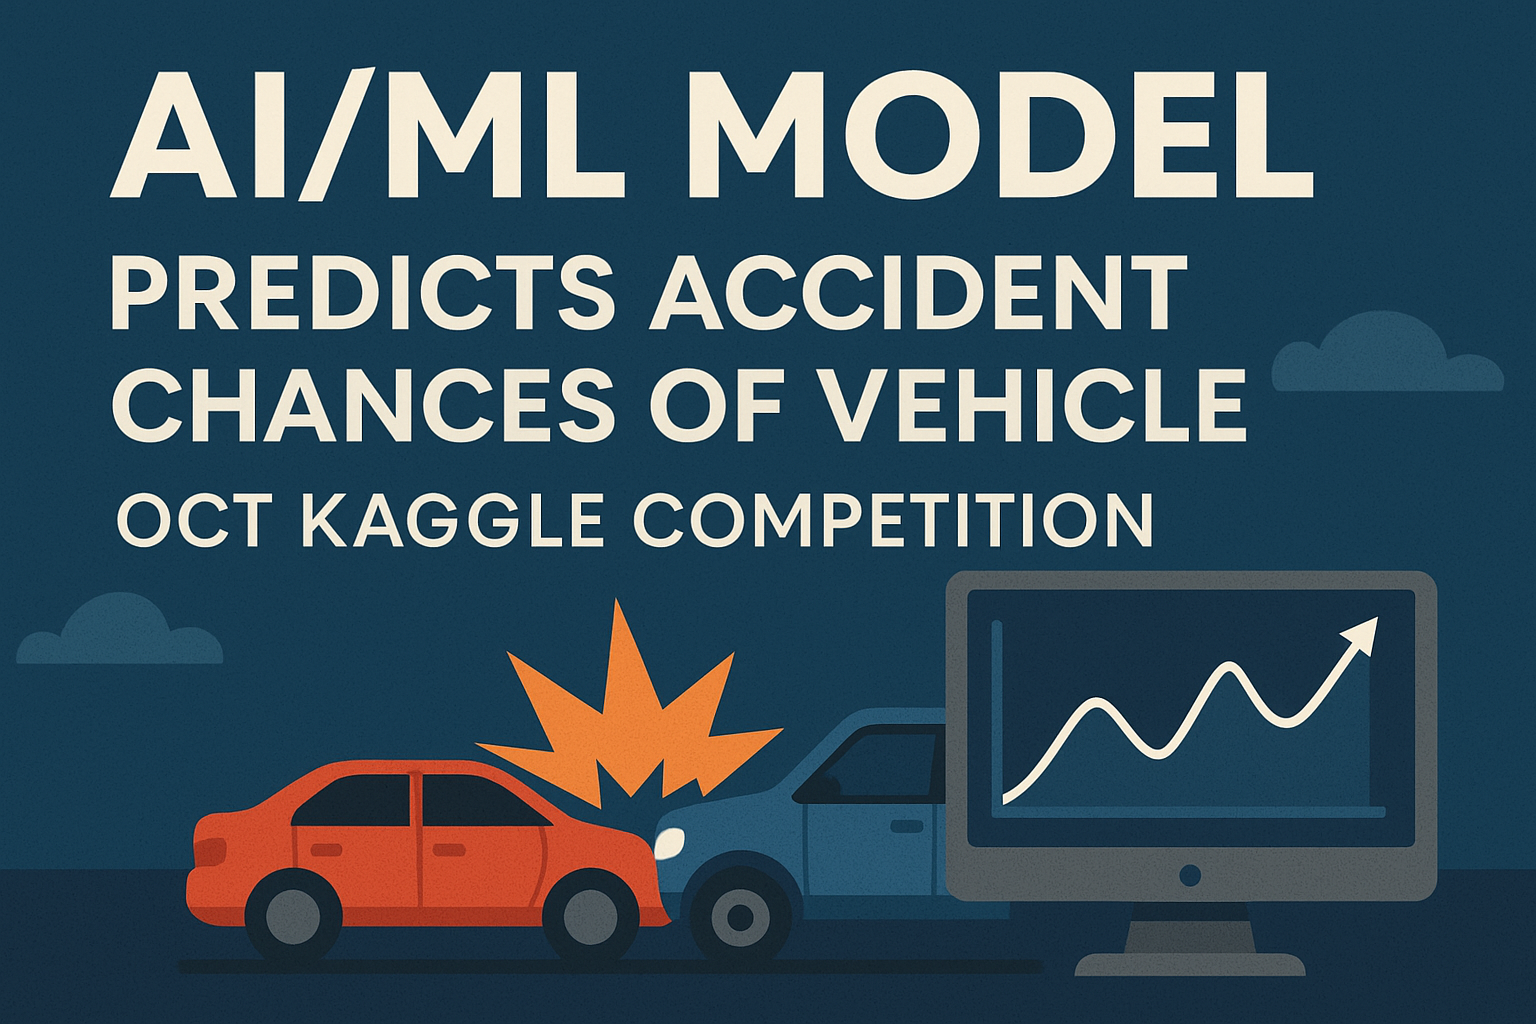 AI/ML MODEL
PREDICTS ACCIDENT
CHANCES OF VEHICLE
OCT KAGGLE COMPETITION